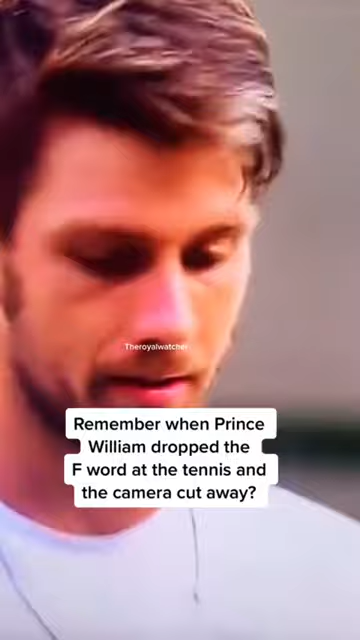 Theroyalwatcher
Remember when Prince
William dropped the
F word at the tennis and
the camera cut away?